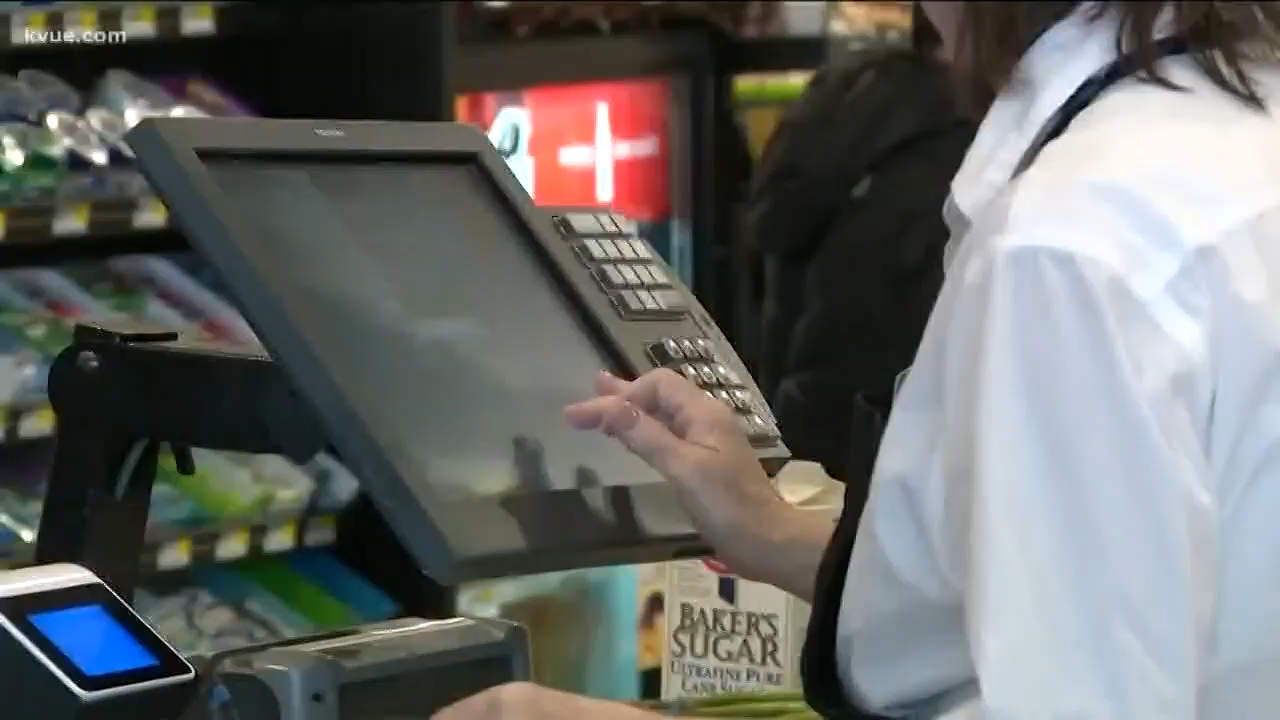 kvue.com
BAKER'S
SUGAR
ULTRAFINE PURE
CANE SUGAR